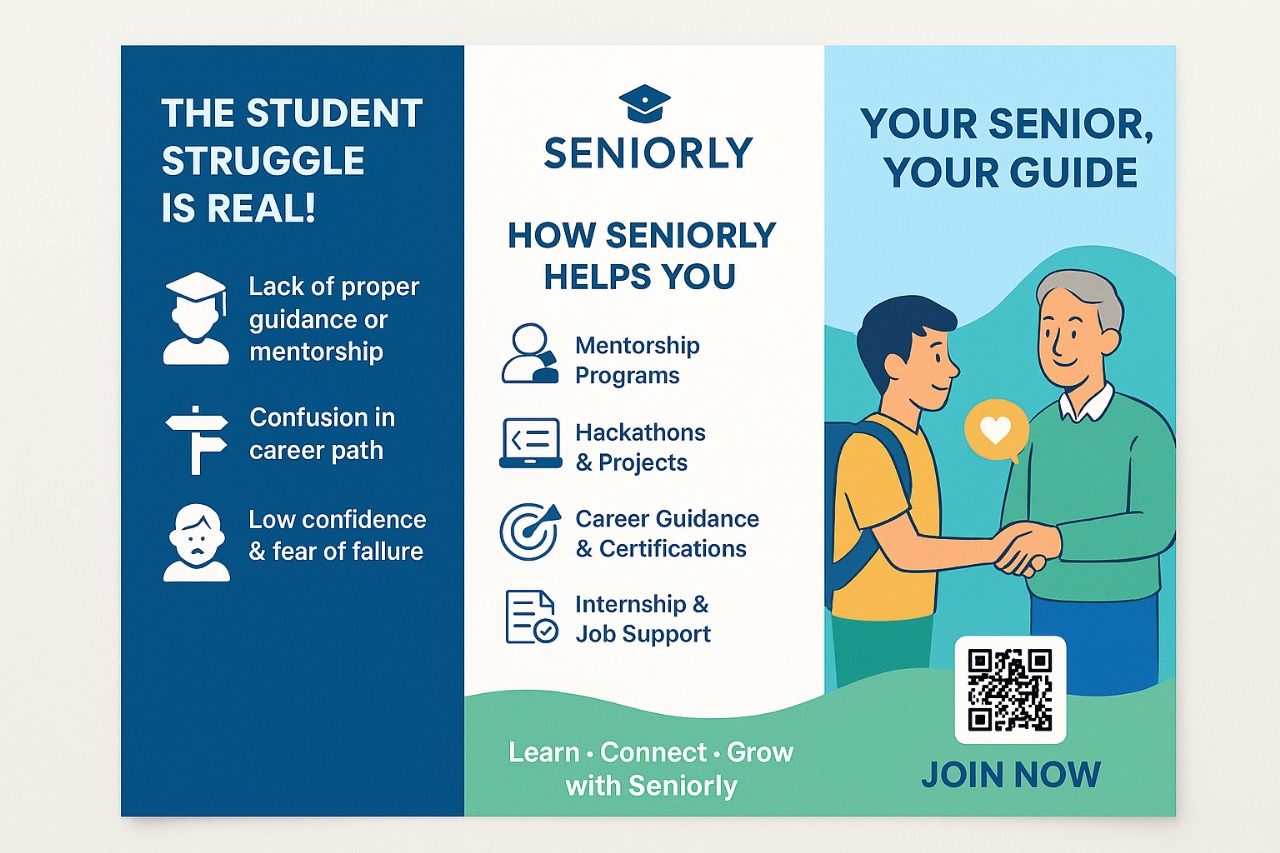 THE STUDENT
STRUGGLE
IS REAL!
Lack of proper
guidance or
mentorship
Confusion in
career path
Low confidence
& fear of fallure
SENIORLY
HOW SENIORLY
HELPS YOU
Mentorship
Programs
Hackathons
& Projects
Career Guidance
& Certifications
Internship &
Job Support
Learn · Connect · Grow
with Seniorly
YOUR SENIOR,
YOUR GUIDE
JOIN NOW